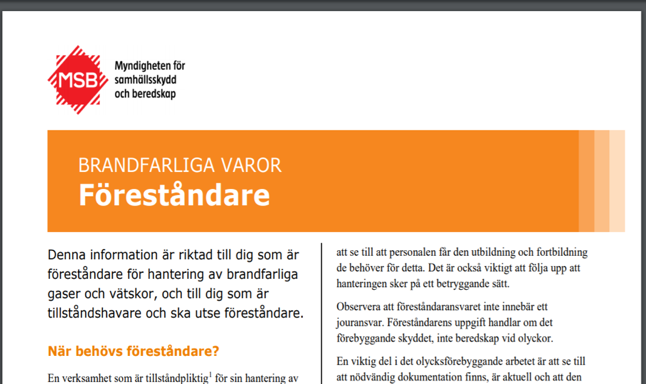 MSB
Myndigheten för
samhällsskydd
och beredskap
BRANDFARLIGA VAROR
Föreståndare
Denna information är riktad till dig som är
föreståndare för hantering av brandfarliga
gaser och vätskor, och till dig som är
tillståndshavare och ska utse föreståndare.
När behövs föreståndare?
En verksamhet som är tillståndspliktig¹ för sin hantering av
att se till att personalen får den utbildning och fortbildning
de behöver för detta. Det är också viktigt att följa upp att
hanteringen sker på ett betryggande sätt.
Observera att föreståndaransvaret inte innebär ett
jouransvar. Föreståndarens uppgift handlar om det
förebyggande skyddet, inte beredskap vid olyckor.
En viktig del i det olycksförebyggande arbetet är att se till
att nödvändig dokumentation finns, är aktuell och att den